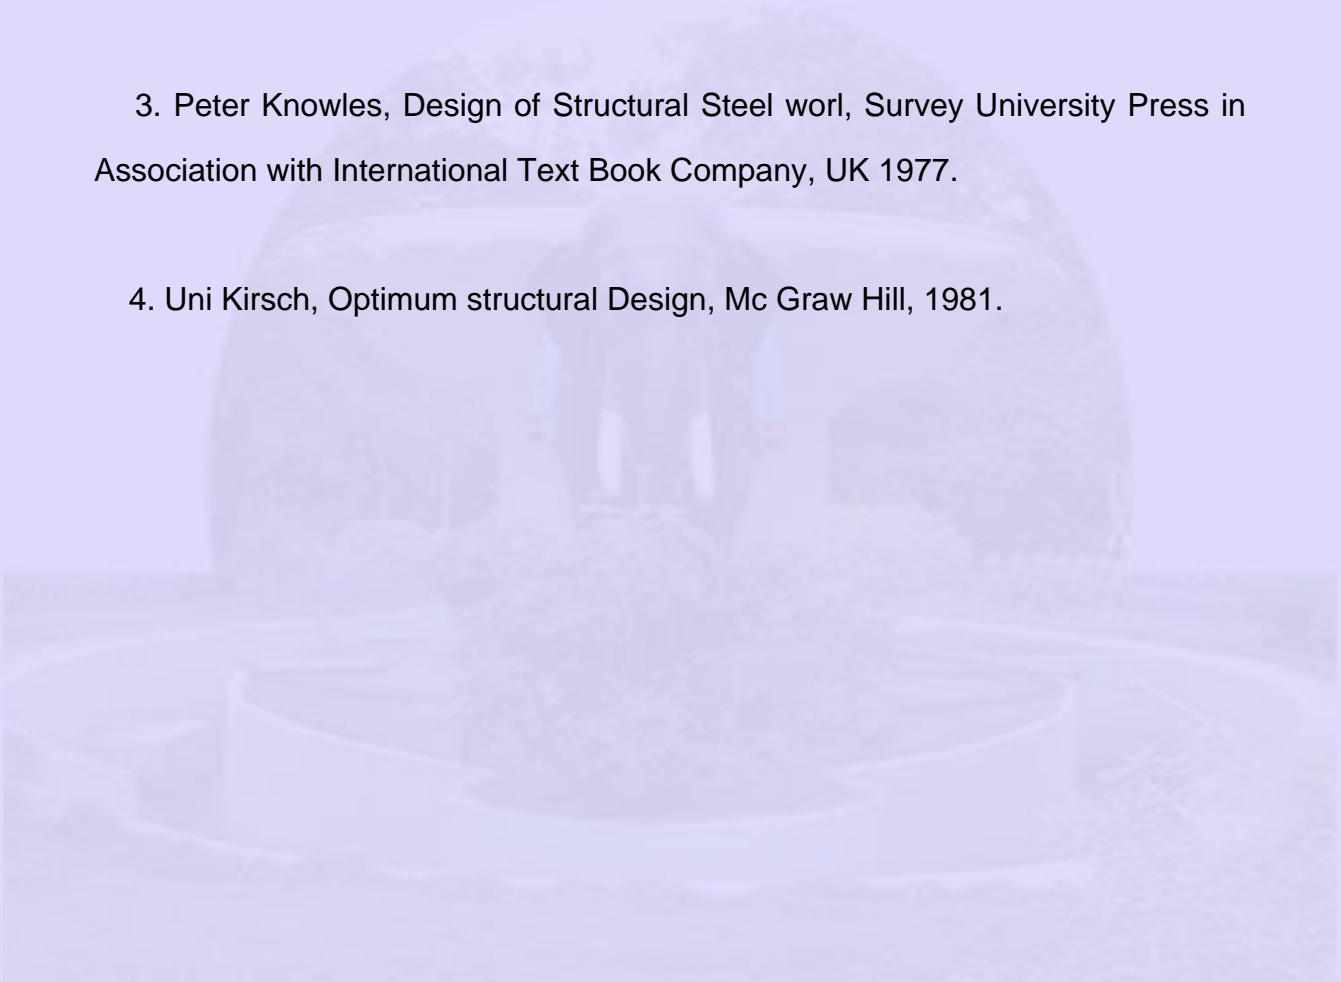 3. Peter Knowles, Design of Structural Steel worl, Survey University Press in
Association with International Text Book Company, UK 1977.
4. Uni Kirsch, Optimum structural Design, Mc Graw Hill, 1981.